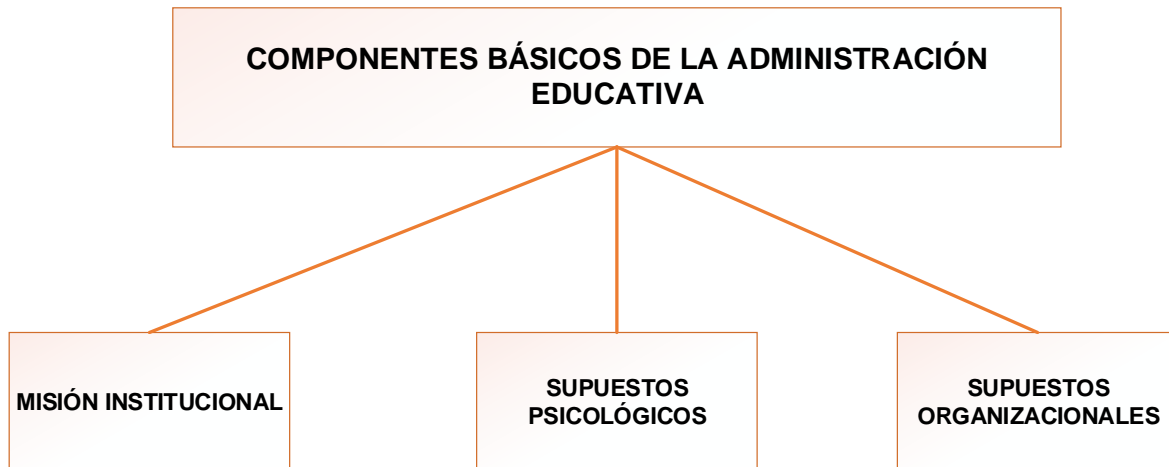 COMPONENTES BÁSICOS DE LA ADMINISTRACIÓN
EDUCATIVA
MISIÓN INSTITUCIONAL
SUPUESTOS
PSICOLÓGICOS
SUPUESTOS
ORGANIZACIONALES